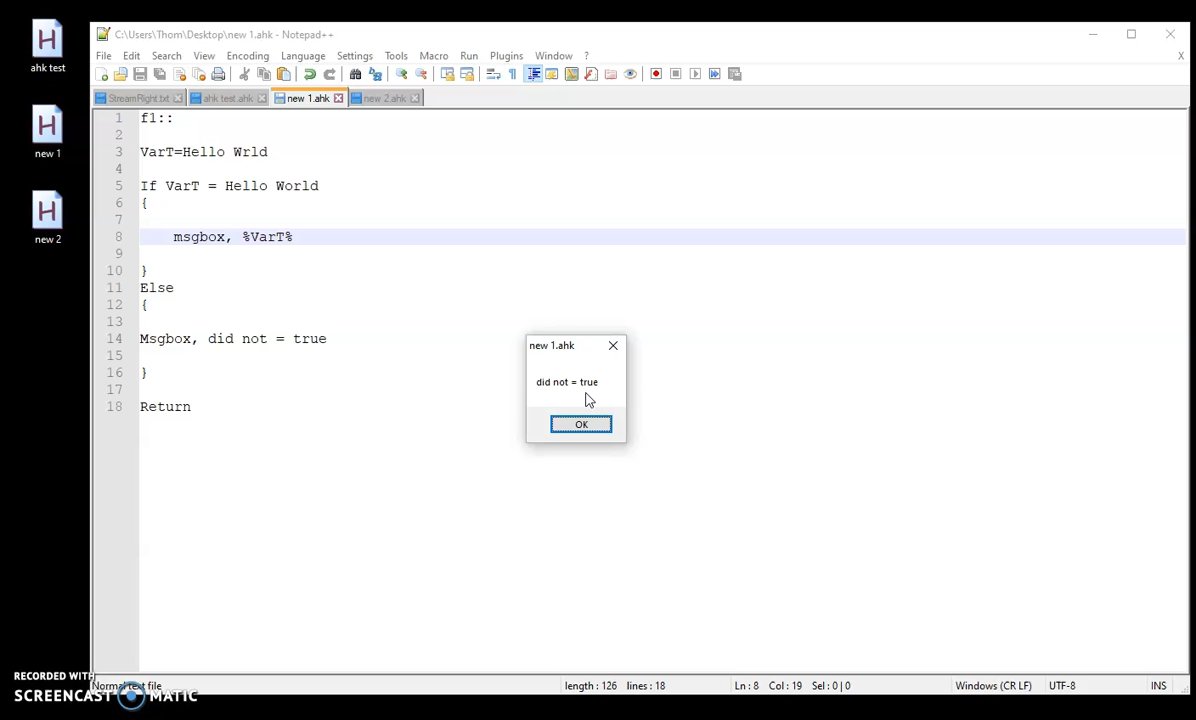 ahk test
new 1
new 2
C:\Users\Thom\Desktop\new 1.ahk - Notepad++
File Edit Search View Encoding Language Settings Tools Macro Run Plugins Window ? X
StreamRight.txt ahk test.ahk new 1.ahk new 2.ahk
1 f1::
2
3 VarT=Hello Wrld
4
5 If VarT = Hello World
6 {
7
8 msgbox, %VarT%
9
10 }
11 Else
12 {
13
14 Msgbox, did not = true
15
16 }
17
18 Return
new 1.ahk
did not = true
OK
RECORDED WITH
SCREENCAST MATIC
Normal text file length : 126 lines : 18 Ln : 8 Col : 19 Sel : 0 | 0 Windows (CR LF) UTF-8 INS